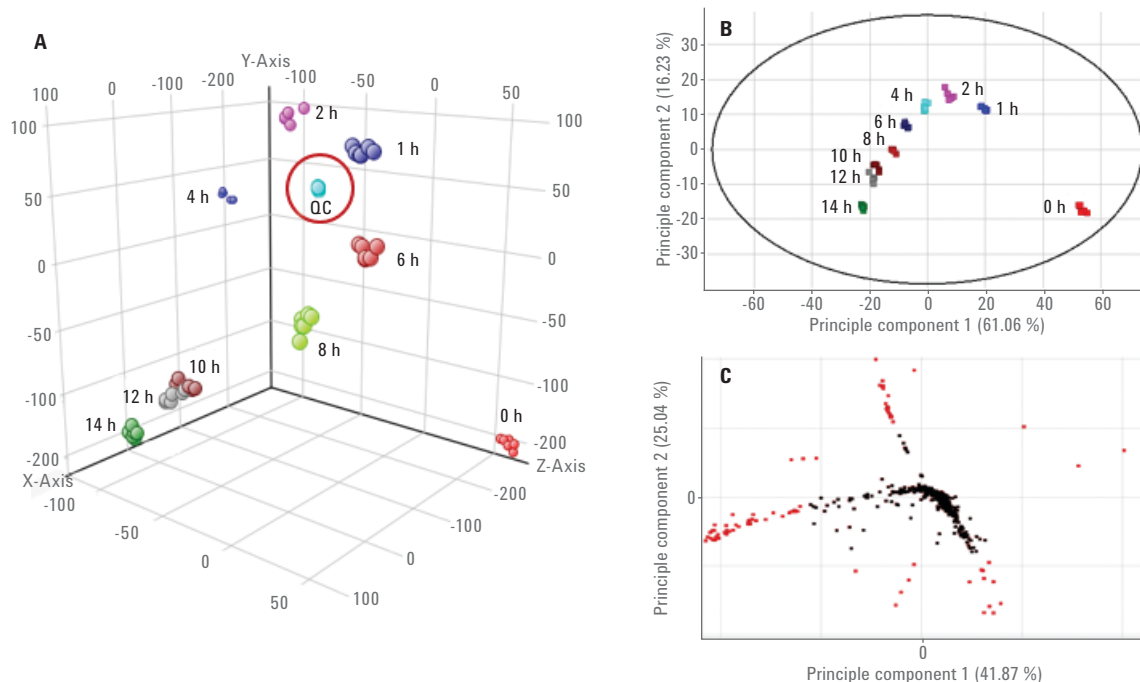 A
Y-Axis
100
0
-100
-200
-100
-50
0
50
100
50
0
-50
-100
-200
100
50
0
-50
-100
-200
2 h
1 h
4 h
QC
6 h
8 h
10 h
12 h
14 h
0 h
X-Axis
Z-Axis
-100
-50
0
50
100
0
-100
-200
B
Principle component 2 (16.23 %)
30
20
10
0
-10
-20
-30
2 h
4 h
1 h
6 h
8 h
10 h
12 h
14 h
0 h
-60
-40
-20
0
20
40
60
Principle component 1 (61.06 %)
C
Principle component 2 (25.04 %)
0
0
Principle component 1 (41.87 %)